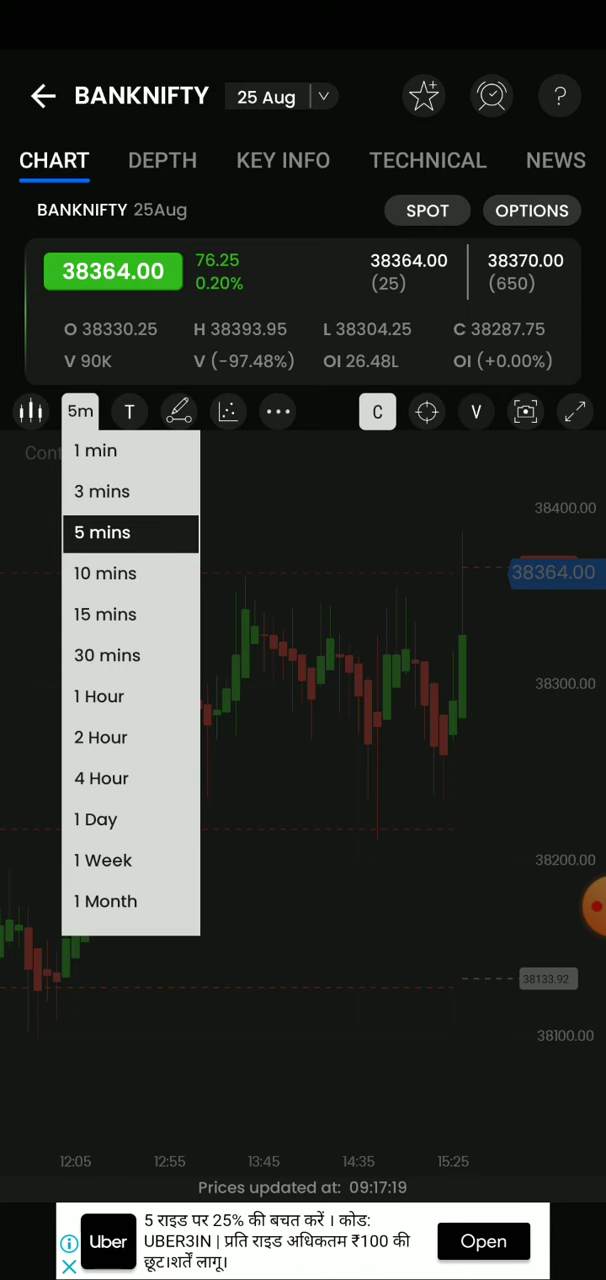 BANKNIFTY 25 Aug ?
CHART DEPTH KEY INFO TECHNICAL NEWS
BANKNIFTY 25Aug SPOT OPTIONS
38364.00 76.25 0.20% 38364.00 (25) 38370.00 (650)
O 38330.25 H 38393.95 L 38304.25 C 38287.75
V 90K V (-97.48%) OI 26.48L OI (+0.00%)
5m T C V
1 min
3 mins
5 mins
10 mins
15 mins
30 mins
1 Hour
2 Hour
4 Hour
1 Day
1 Week
1 Month
38400.00
38364.00
38300.00
38200.00
38133.92
38100.00
12:05 12:55 13:45 14:35 15:25
Prices updated at: 09:17:19
Uber
5 राइड पर 25% की बचत करें । कोड:
UBER3IN | प्रति राइड अधिकतम ₹100 की
छूट।शर्तें लागू।
Open